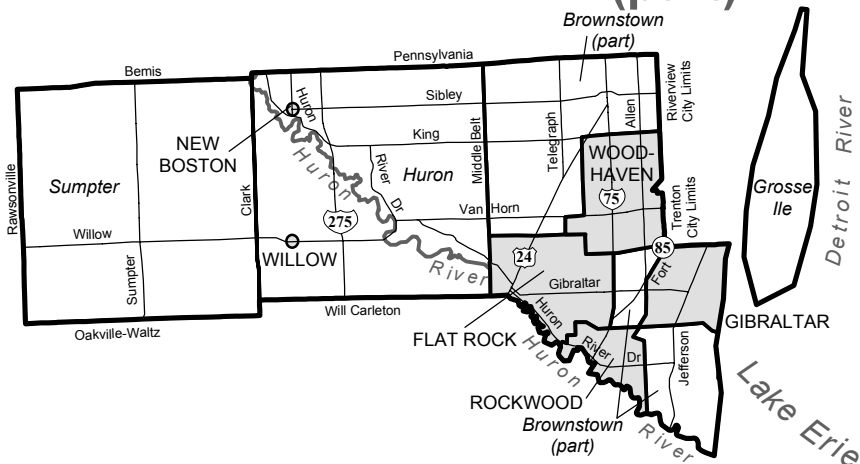 Brownstown
(part)
Pennsylvania
Bemis
Riverview
City Limits
Huron
Sibley
Allen
NEW
BOSTON
King
Middle Belt
Telegraph
WOOD-
HAVEN
Detroit River
Rawsonville
Sumpter
Clark
Huron
River
Dr
Huron
75
Grosse
Ile
275
Van Horn
Trenton
City Limits
Willow
WILLOW
24
85
Fort
River
Gibraltar
Sumpter
Will Carleton
Huron
GIBRALTAR
Oakville-Waltz
FLAT ROCK
River
Dr
Jefferson
Huron
Lake Erie
ROCKWOOD
Brownstown
(part)
River